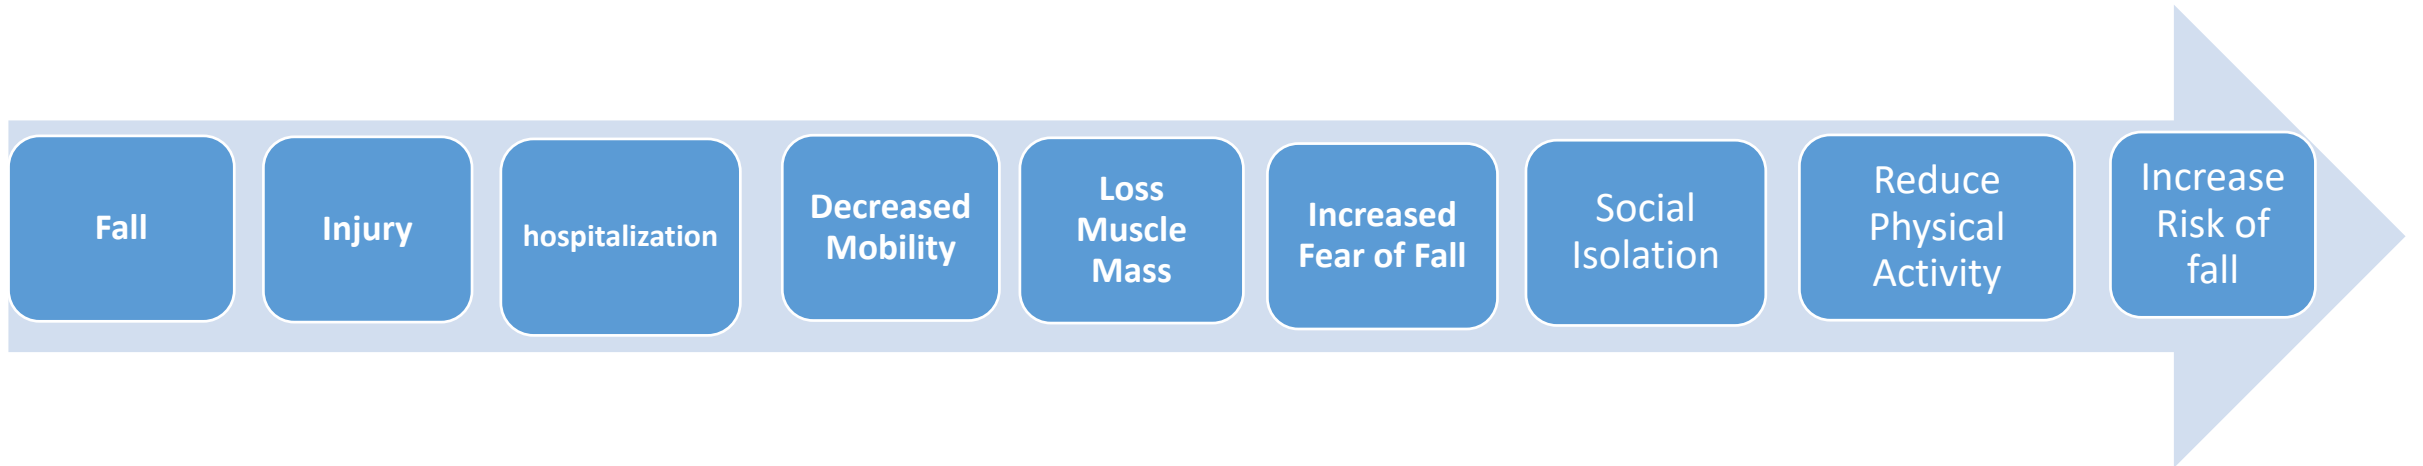 Fall
Injury
hospitalization
Decreased
Mobility
Loss
Muscle
Mass
Increased
Fear of Fall
Social
Isolation
Reduce
Physical
Activity
Increase
Risk of
fall